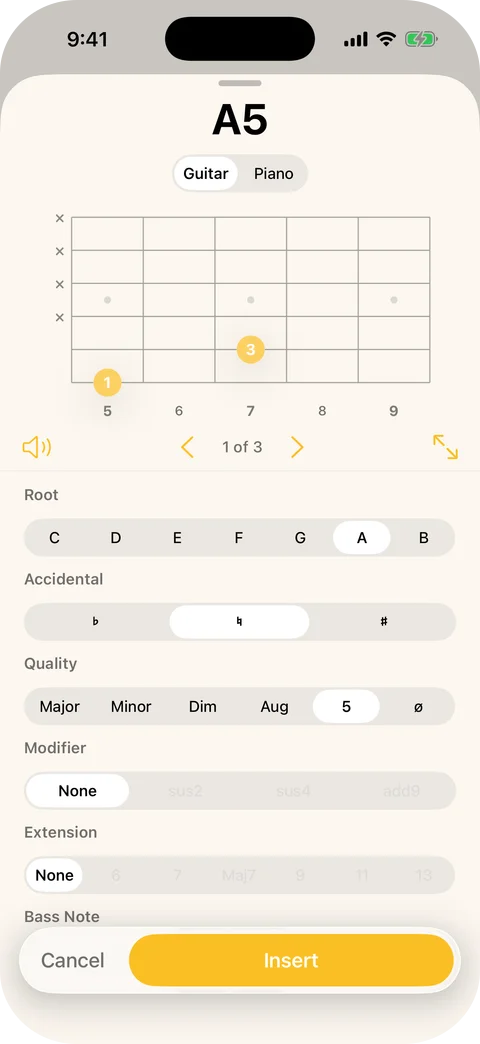 9:41
A5
Guitar Piano
×
×
×
×
3
1
5 6 7 8 9
1 of 3
Root
C D E F G A B
Accidental
♭ ♮ ♯
Quality
Major Minor Dim Aug 5 ø
Modifier
None sus2 sus4 add9
Extension
None 6 7 Maj7 9 11 13
Bass Note
Cancel Insert